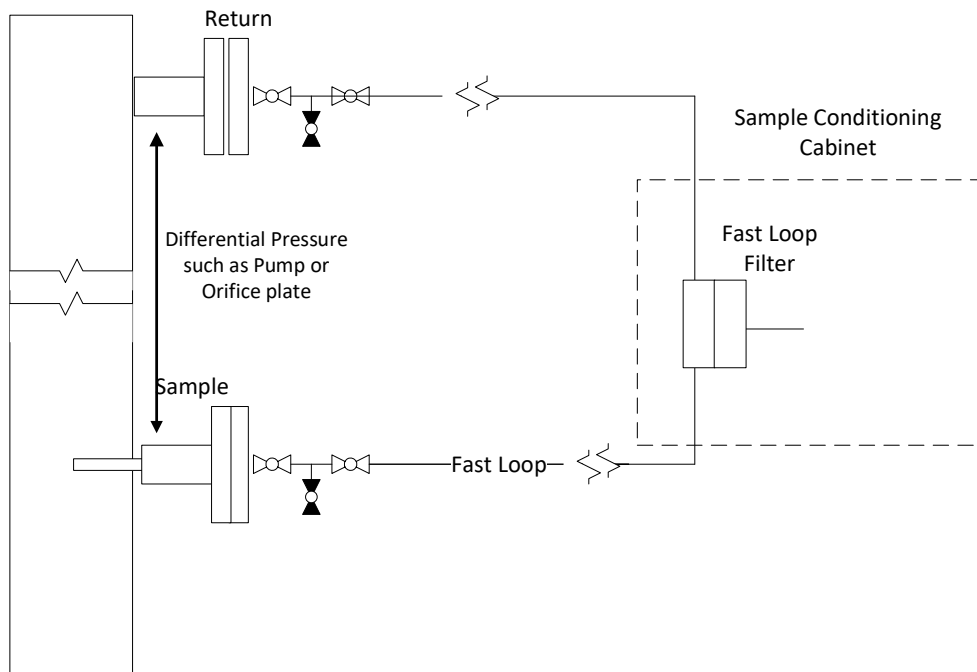 Return
Sample Conditioning
Cabinet
Differential Pressure
such as Pump or
Orifice plate
Fast Loop
Filter
Sample
Fast Loop